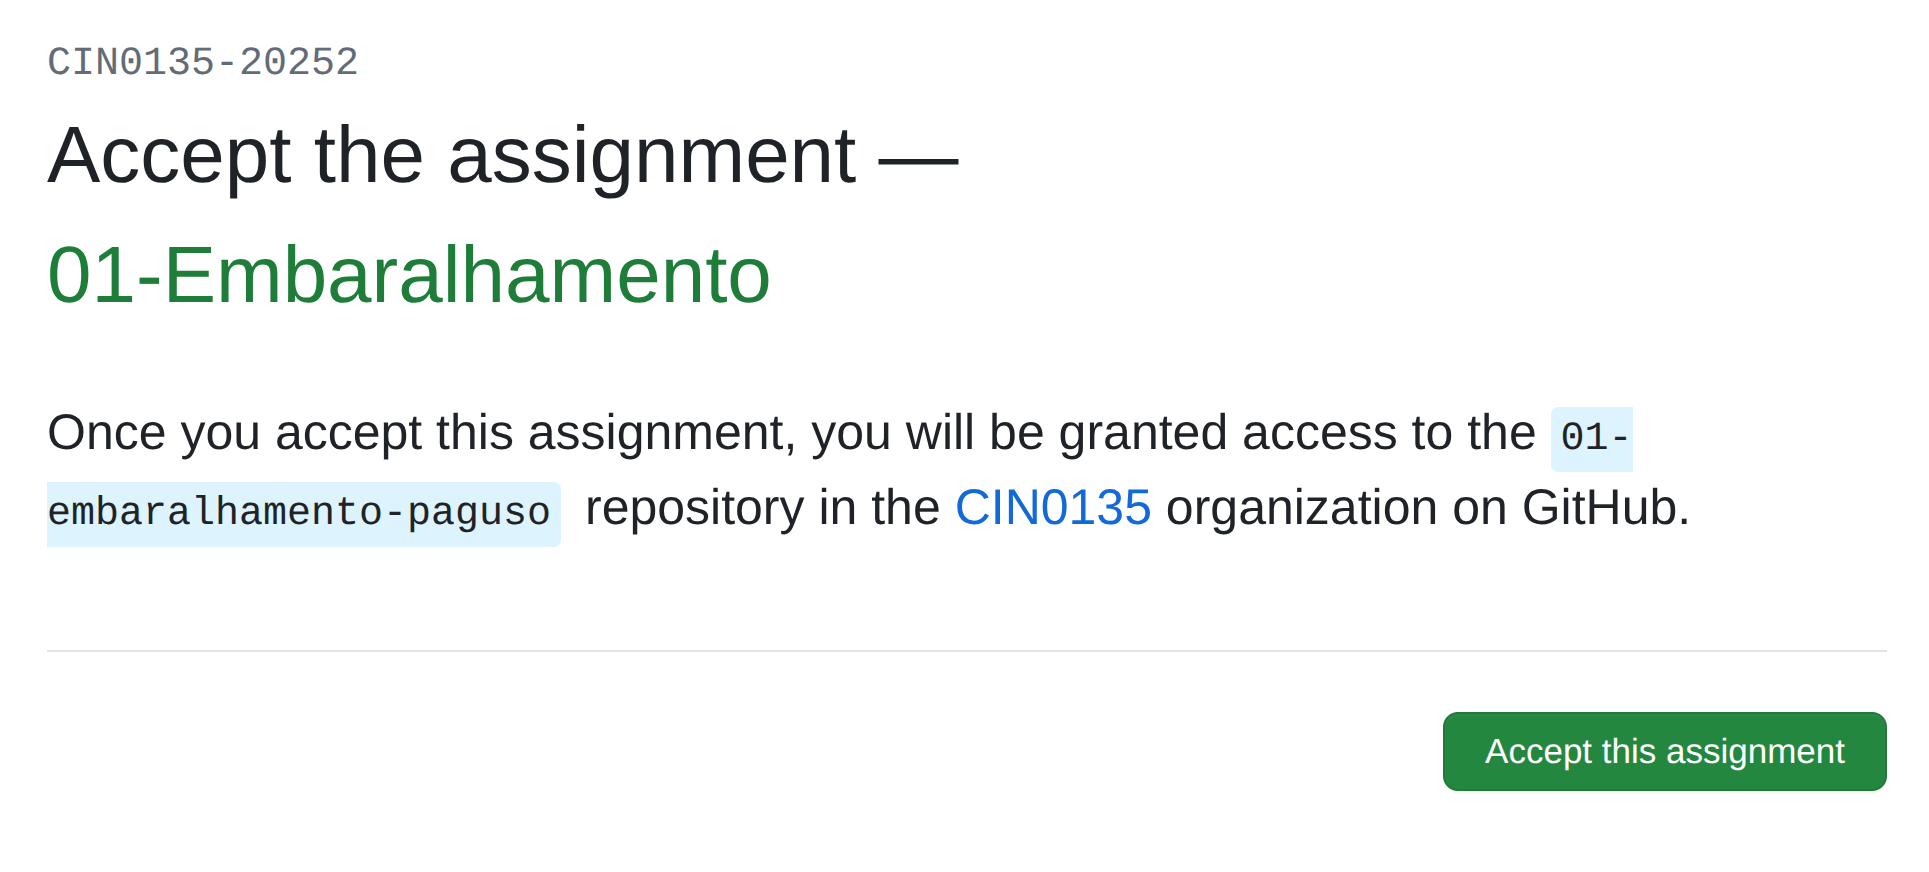 CIN0135-20252
Accept the assignment —
01-Embaralhamento
Once you accept this assignment, you will be granted access to the 01-
embaralhamento-paguso repository in the CIN0135 organization on GitHub.
Accept this assignment